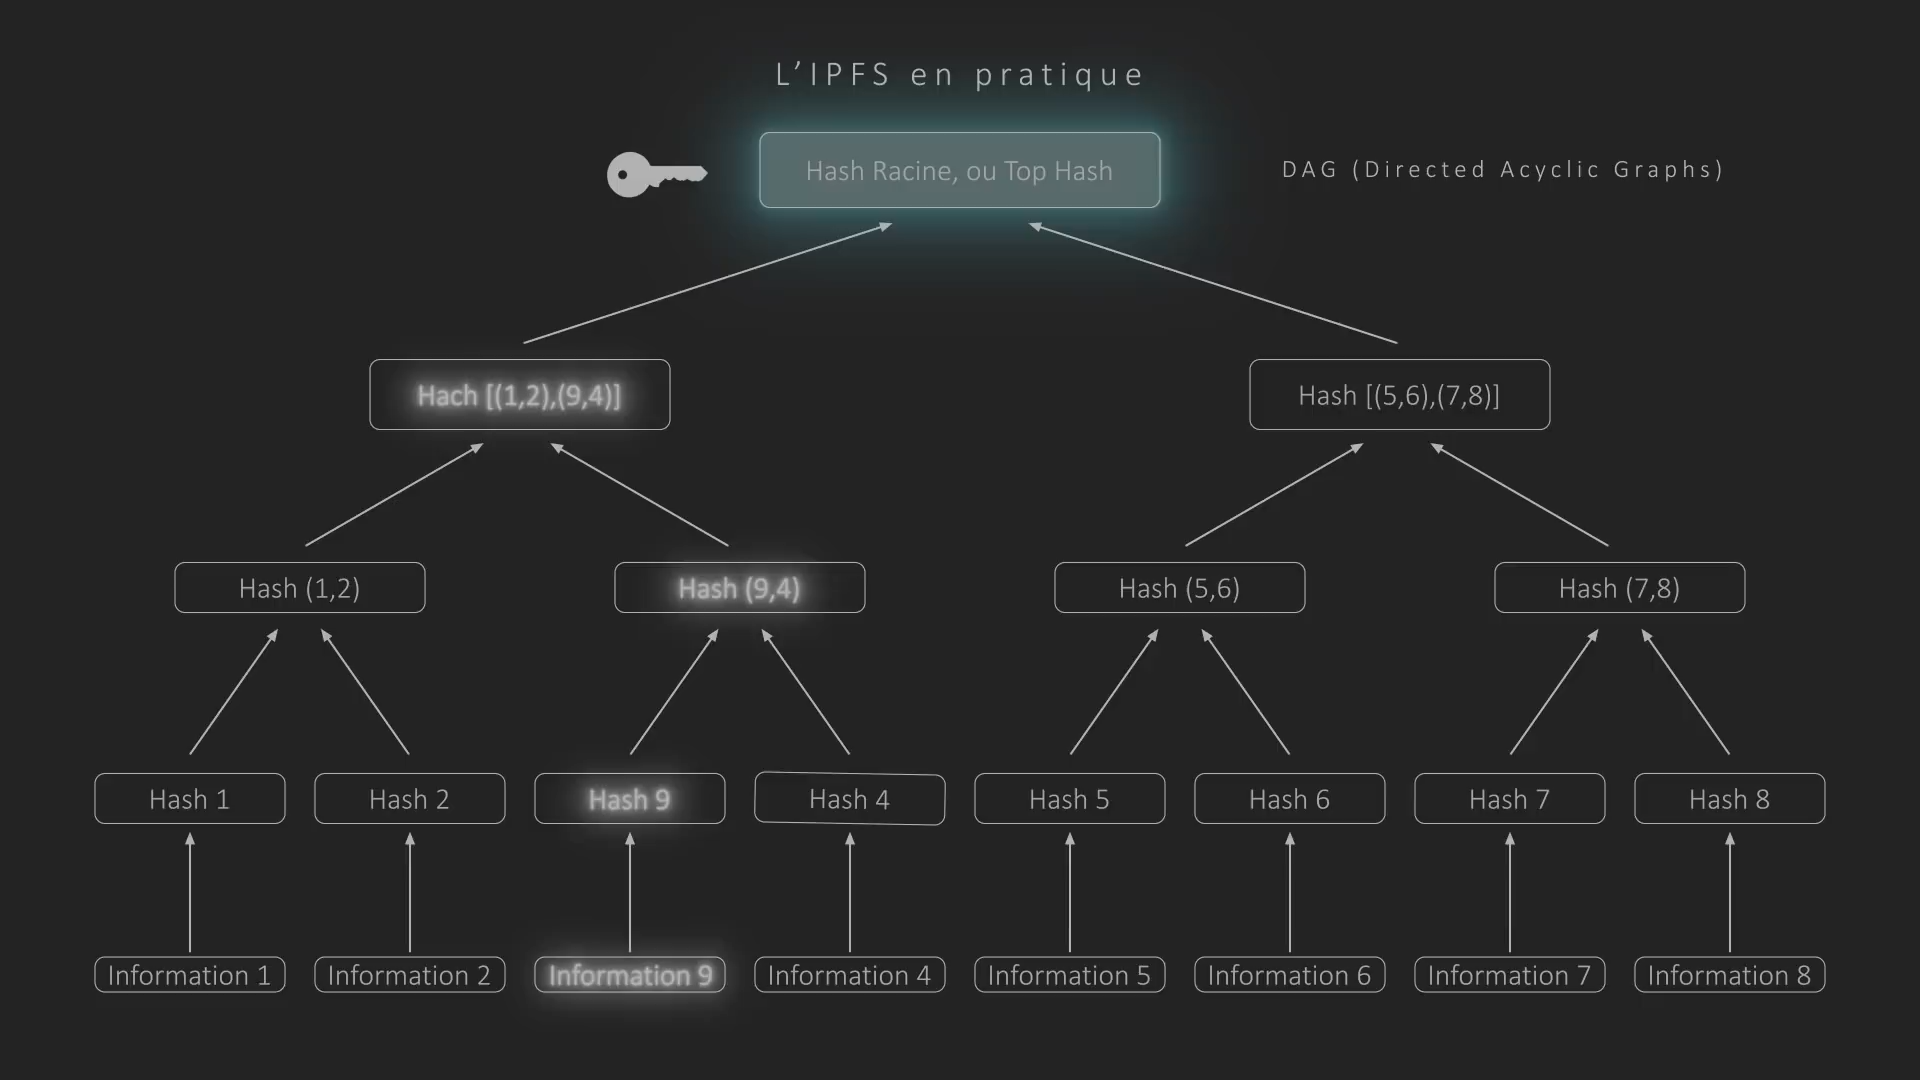 L’IPFS en pratique
Hash Racine, ou Top Hash
DAG (Directed Acyclic Graphs)
Hach [(1,2),(9,4)]
Hash [(5,6),(7,8)]
Hash (1,2)
Hash (9,4)
Hash (5,6)
Hash (7,8)
Hash 1
Hash 2
Hash 9
Hash 4
Hash 5
Hash 6
Hash 7
Hash 8
Information 1
Information 2
Information 9
Information 4
Information 5
Information 6
Information 7
Information 8